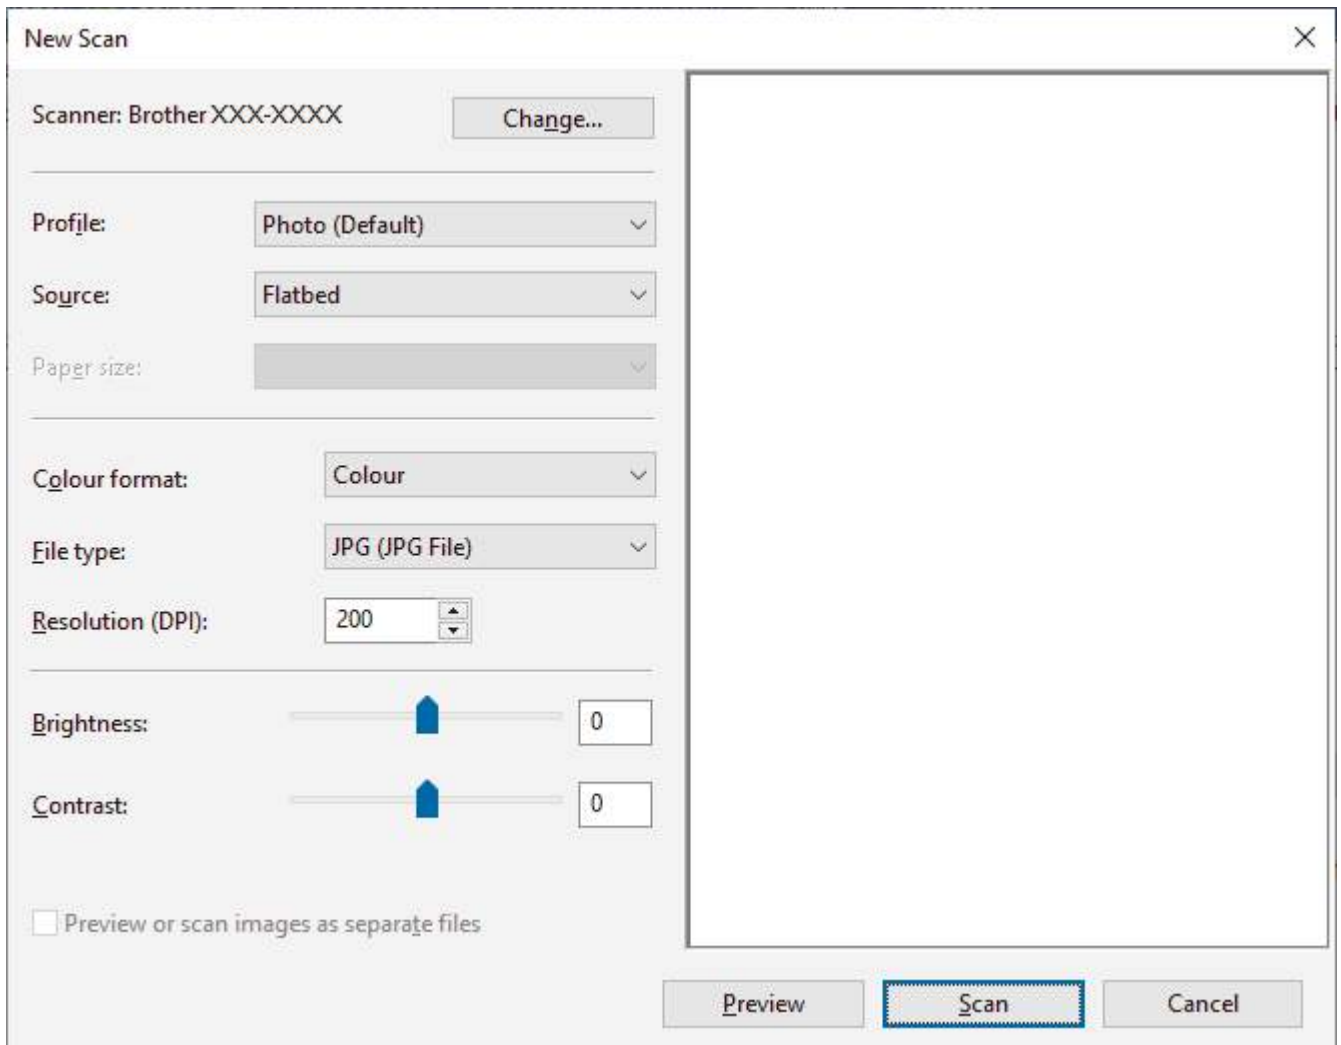 New Scan
Scanner: Brother XXX-XXXX
Change...
Profile:
Photo (Default)
Source:
Flatbed
Paper size:
Colour format:
Colour
File type:
JPG (JPG File)
Resolution (DPI):
200
Brightness:
0
Contrast:
0
Preview or scan images as separate files
Preview
Scan
Cancel